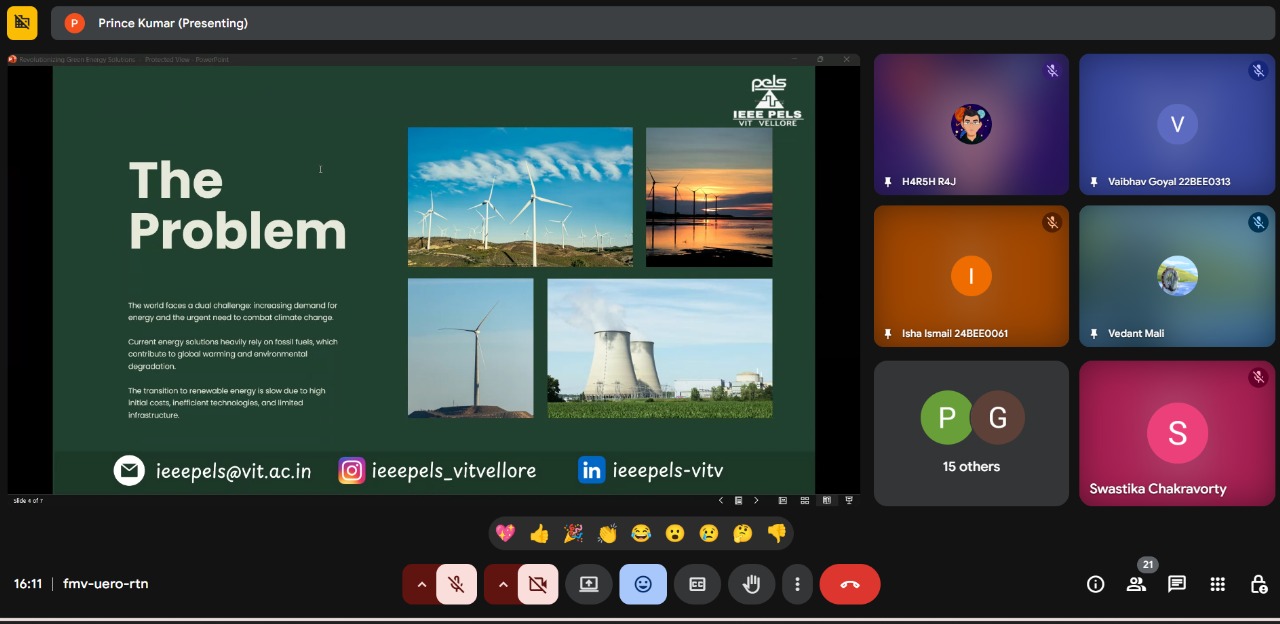 P
Prince Kumar (Presenting)
Revolutionizing Green Energy Solutions - Protected View - PowerPoint
pels
IEEE PELS
VIT VELLORE
The
Problem
The world faces a dual challenge: increasing demand for
energy and the urgent need to combat climate change.
Current energy solutions heavily rely on fossil fuels, which
contribute to global warming and environmental
degradation.
The transition to renewable energy is slow due to high
initial costs, inefficient technologies, and limited
infrastructure.
ieeepels@vit.ac.in
ieeepels_vitvellore
in
ieeepels-vitv
Slide 4 of 7
H4R5H R4J
V
Vaibhav Goyal 22BEE0313
I
Isha Ismail 24BEE0061
Vedant Mali
P
G
15 others
S
Swastika Chakravorty
16:11
fmv-uero-rtn
CC
21